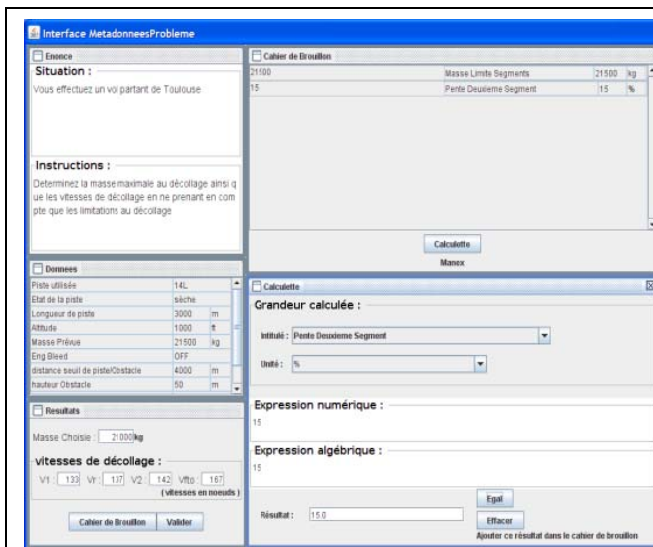 Interface MetadonneesProbleme
Enonce
Situation :
Vous effectuez un vol partant de Toulouse
Instructions :
Determinez la masse maximale au décollage ainsi q
ue les vitesses de décollage en ne prenant en com
pte que les limitations au décollage
Donnees
Piste utilisée 14L
Etat de la piste sèche
Longueur de piste 3000 m
Altitude 1000 ft
Masse Prévue 21500 kg
Eng Bleed OFF
distance seuil de piste/Obstacle 4000 m
hauteur Obstacle 50 m
Resultats
Masse Choisie : 21000 kg
vitesses de décollage :
V1 : 133 Vr : 137 V2 : 142 Vfto : 167
(vitesses en noeuds)
Cahier de Brouillon Valider
Cahier de Brouillon
21500 Masse Limite Segments 21500 kg
15 Pente Deuxieme Segment 15 %
Calculette
Manex
Calculette
Grandeur calculée :
Intitulé : Pente Deuxieme Segment
Unité : %
Expression numérique :
15
Expression algébrique :
15
Résultat : 15.0
Egal
Effacer
Ajouter ce résultat dans le cahier de brouillon